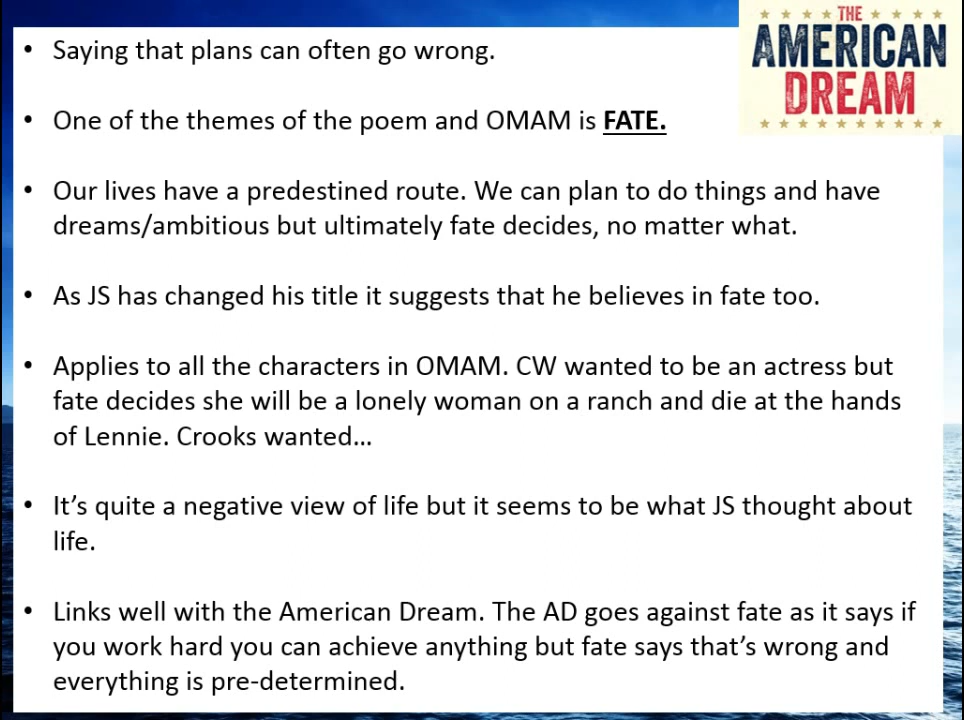 THE
AMERICAN
DREAM
• Saying that plans can often go wrong.
• One of the themes of the poem and OMAM is FATE.
• Our lives have a predestined route. We can plan to do things and have
dreams/ambitious but ultimately fate decides, no matter what.
• As JS has changed his title it suggests that he believes in fate too.
• Applies to all the characters in OMAM. CW wanted to be an actress but
fate decides she will be a lonely woman on a ranch and die at the hands
of Lennie. Crooks wanted…
• It’s quite a negative view of life but it seems to be what JS thought about
life.
• Links well with the American Dream. The AD goes against fate as it says if
you work hard you can achieve anything but fate says that’s wrong and
everything is pre-determined.